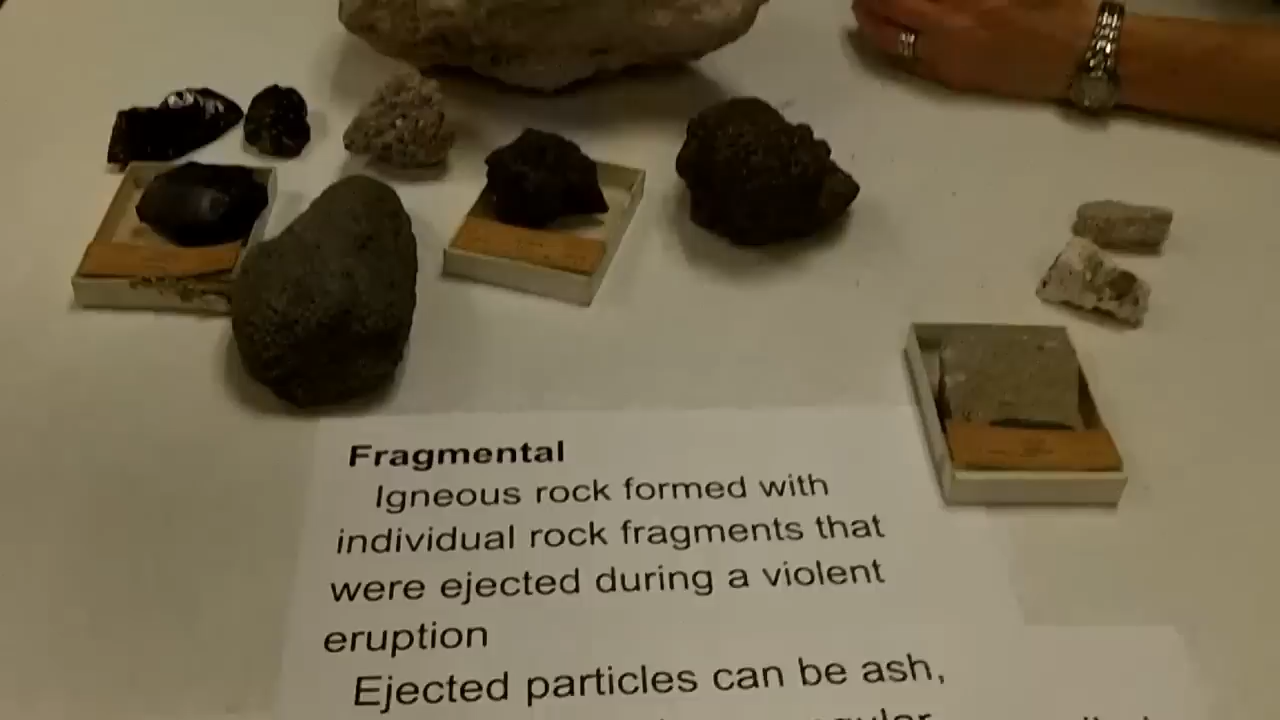 Fragmental
Igneous rock formed with
individual rock fragments that
were ejected during a violent
eruption
Ejected particles can be ash,